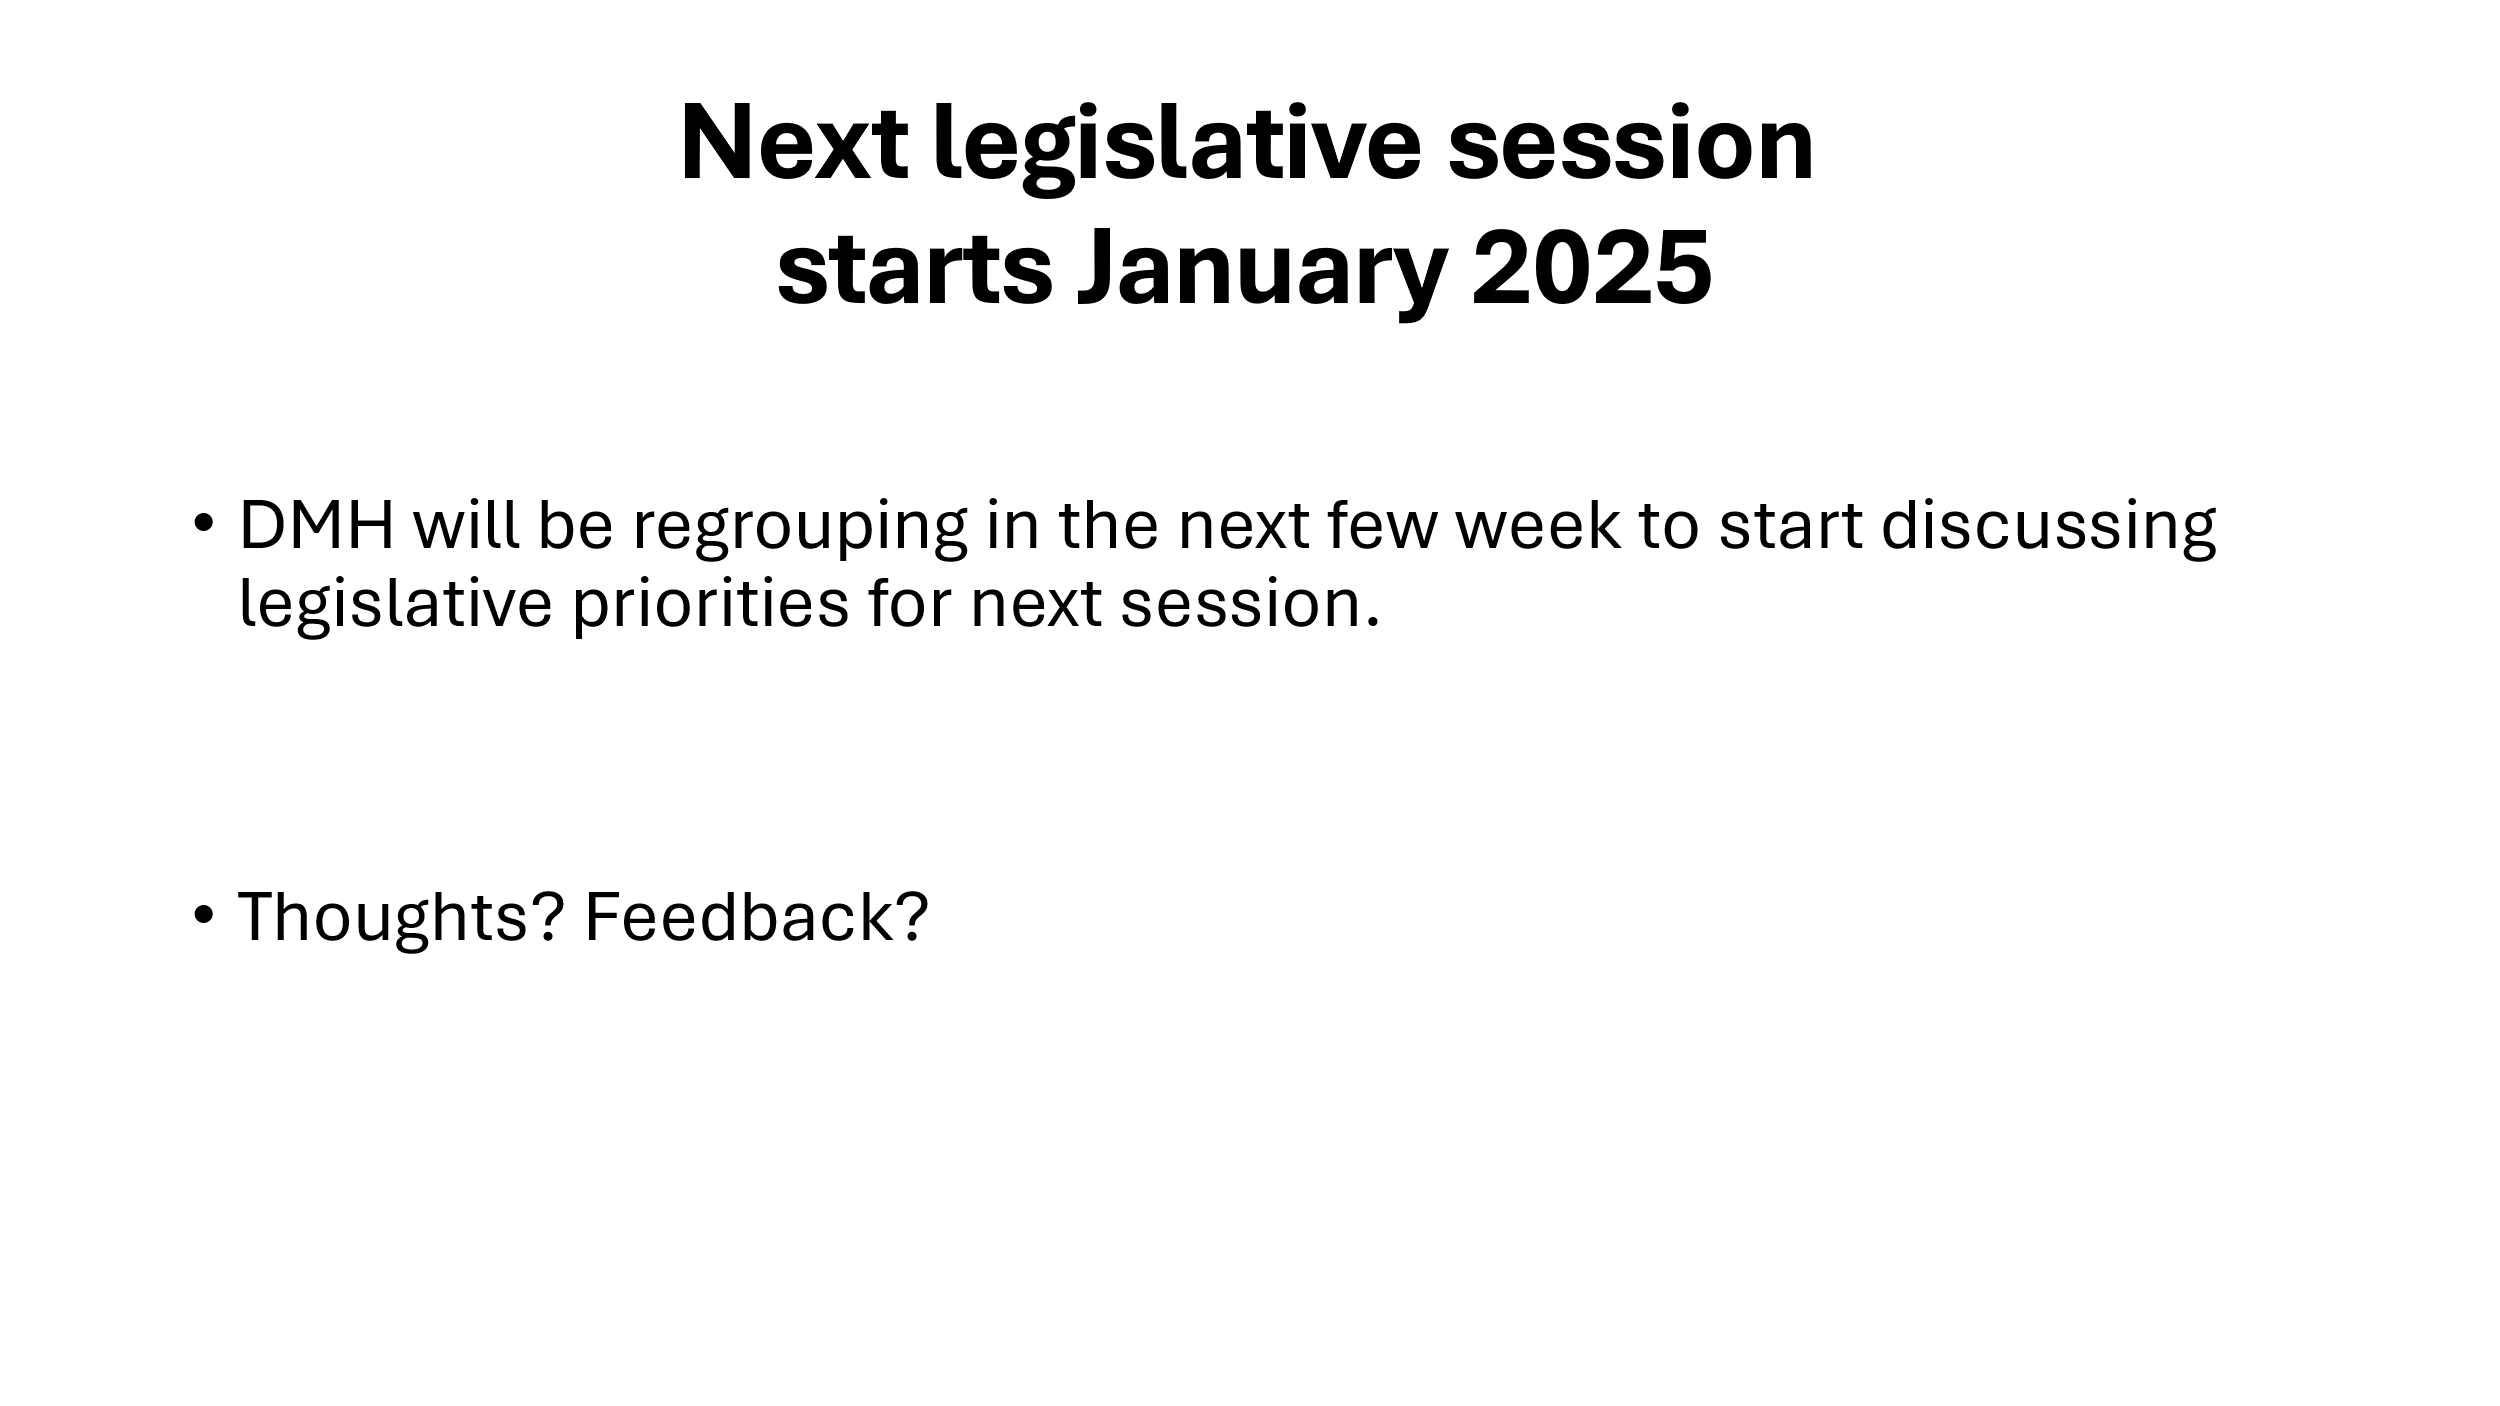 Next legislative session
starts January 2025
• DMH will be regrouping in the next few week to start discussing
legislative priorities for next session.
• Thoughts? Feedback?